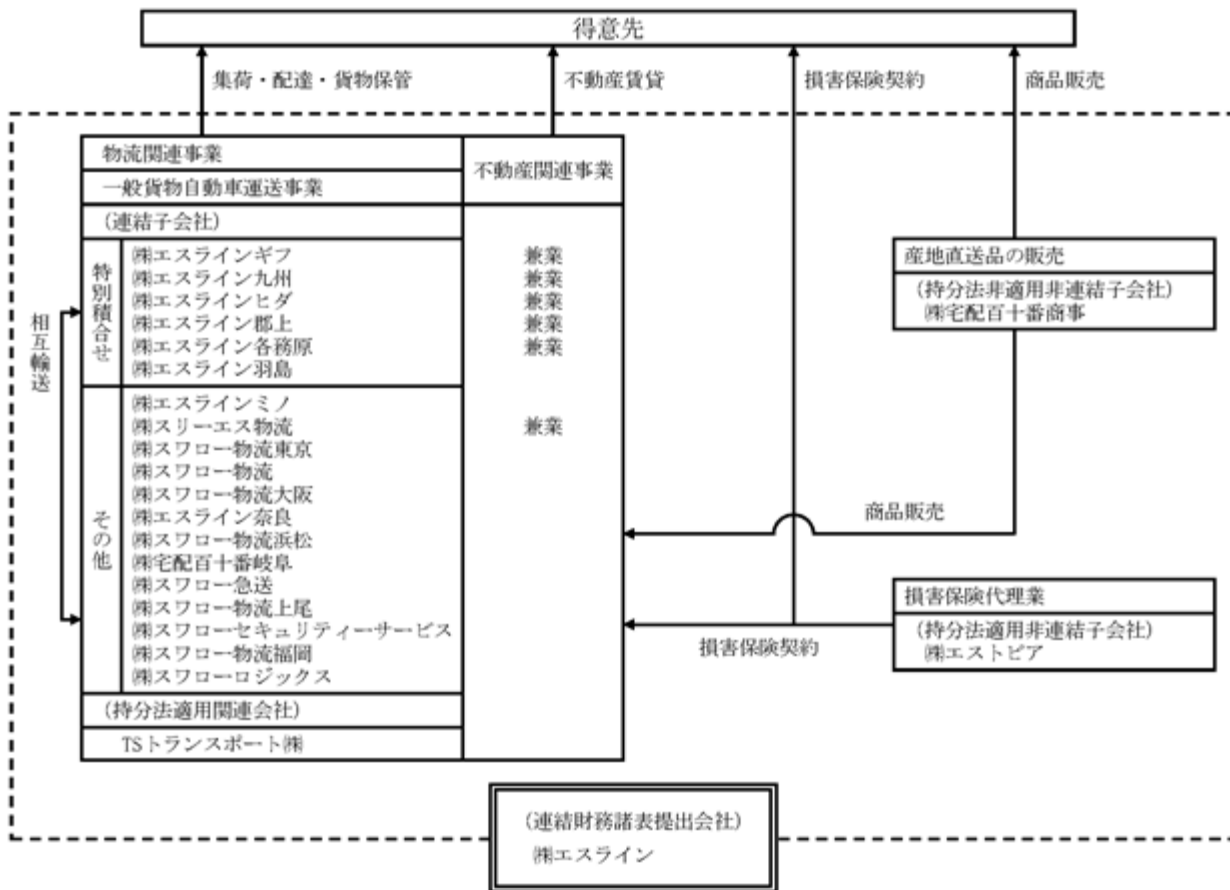 得意先
集荷・配達・貨物保管
不動産賃貸
損害保険契約
商品販売
物流関連事業
不動産関連事業
一般貨物自動車運送事業
(連結子会社)
相互輸送
特別積合せ
㈱エスラインギフ 兼業
㈱エスライン九州 兼業
㈱エスラインヒダ 兼業
㈱エスライン郡上 兼業
㈱エスライン各務原 兼業
㈱エスライン羽島
その他
㈱エスラインミノ
㈱スリーエス物流 兼業
㈱スワロー物流東京
㈱スワロー物流
㈱スワロー物流大阪
㈱エスライン奈良
㈱スワロー物流浜松
㈱宅配百十番岐阜
㈱スワロー急送
㈱スワロー物流上尾
㈱スワローセキュリティーサービス
㈱スワロー物流福岡
㈱スワローロジックス
(持分法適用関連会社)
TSトランスポート㈱
産地直送品の販売
(持分法非適用非連結子会社)
㈱宅配百十番商事
商品販売
損害保険代理業
(持分法適用非連結子会社)
㈱エストピア
損害保険契約
(連結財務諸表提出会社)
㈱エスライン